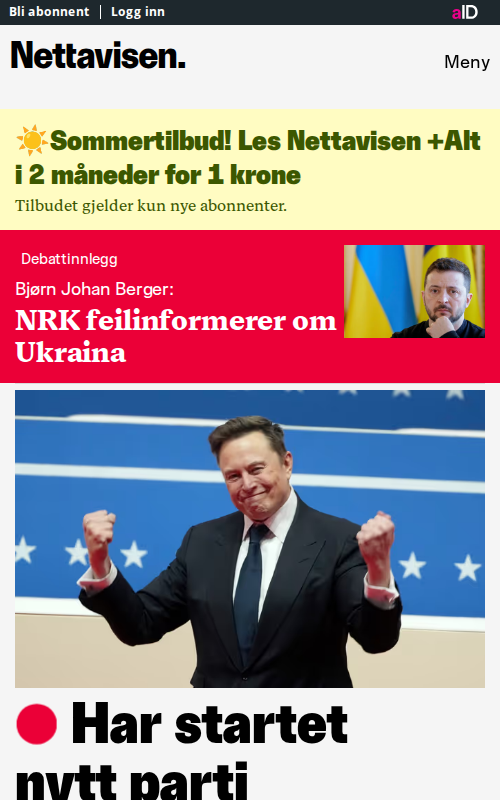 Bli abonnent
Logg inn
aID
Nettavisen.
Meny
Sommertilbud! Les Nettavisen +Alt
i 2 måneder for 1 krone
Tilbudet gjelder kun nye abonnenter.
Debattinnlegg
Bjørn Johan Berger:
NRK feilinformerer om
Ukraina
Har startet
nytt parti